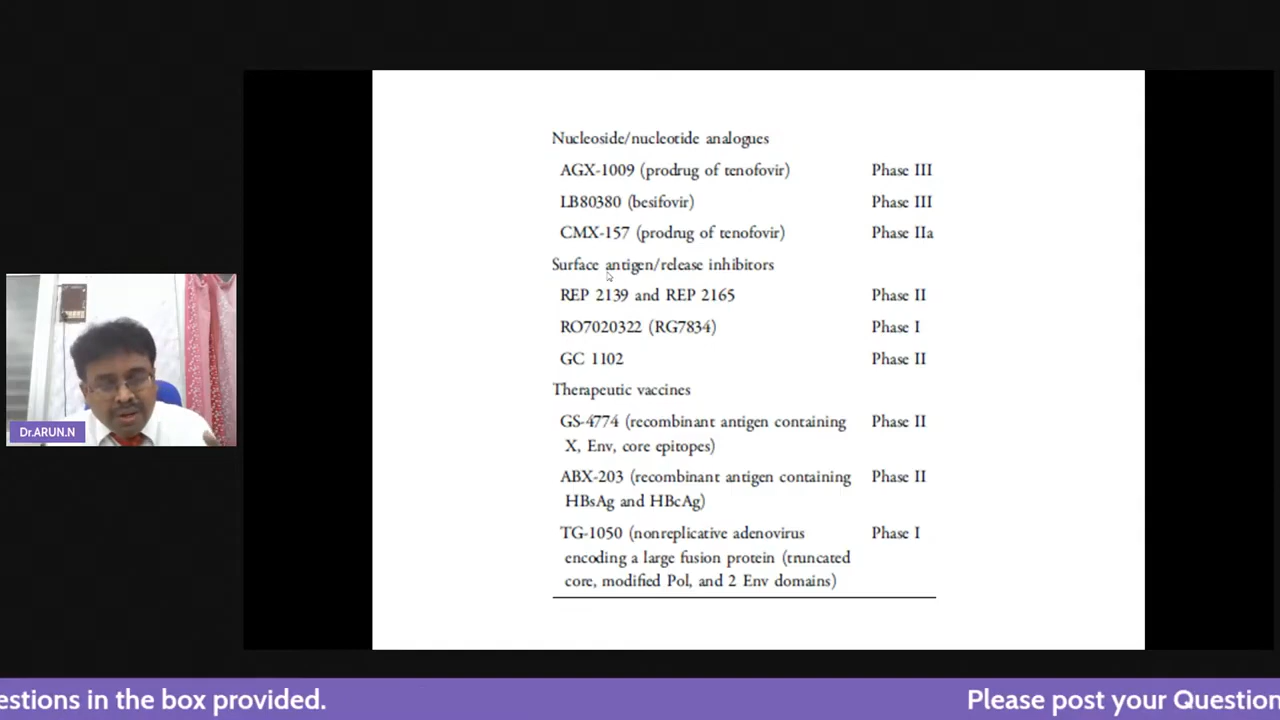 Nucleoside/nucleotide analogues
AGX-1009 (prodrug of tenofovir) Phase III
LB80380 (besifovir) Phase III
CMX-157 (prodrug of tenofovir) Phase IIa
Surface antigen/release inhibitors
REP 2139 and REP 2165 Phase II
RO7020322 (RG7834) Phase I
GC 1102 Phase II
Therapeutic vaccines
GS-4774 (recombinant antigen containing Phase II
X, Env, core epitopes)
ABX-203 (recombinant antigen containing Phase II
HBsAg and HBcAg)
TG-1050 (nonreplicative adenovirus Phase I
encoding a large fusion protein (truncated
core, modified Pol, and 2 Env domains)
Dr.ARUN.N
estions in the box provided. Please post your Question